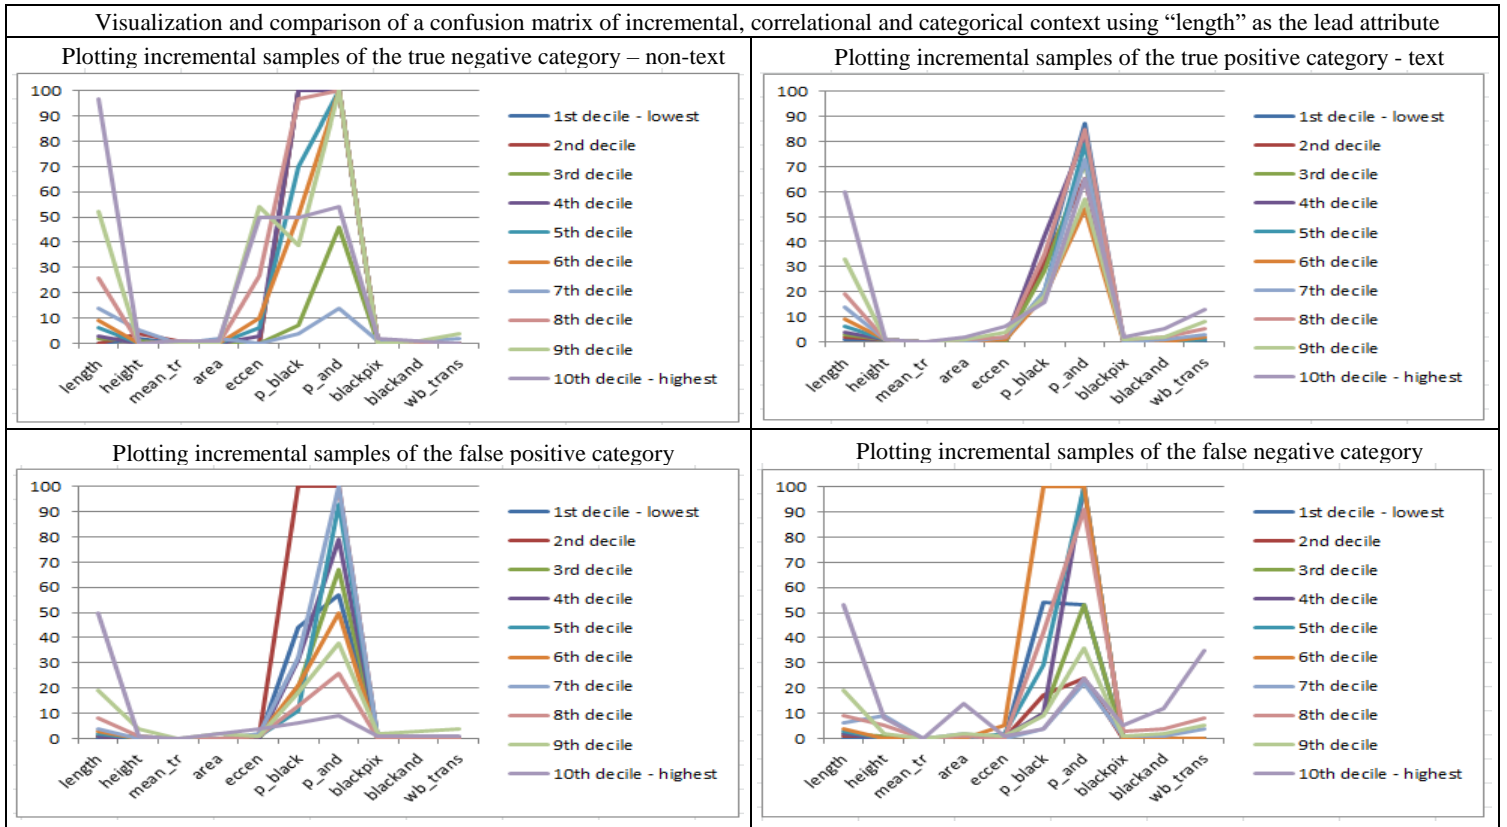 Visualization and comparison of a confusion matrix of incremental, correlational and categorical context using “length” as the lead attribute
Plotting incremental samples of the true negative category – non-text
100
90
80
70
60
50
40
30
20
10
0
length
height
mean_tr
area
eccen
p_black
p_and
blackpix
blackand
wb_trans
1st decile - lowest
2nd decile
3rd decile
4th decile
5th decile
6th decile
7th decile
8th decile
9th decile
10th decile - highest
Plotting incremental samples of the true positive category - text
100
90
80
70
60
50
40
30
20
10
0
length
height
mean_tr
area
eccen
p_black
p_and
blackpix
blackand
wb_trans
1st decile - lowest
2nd decile
3rd decile
4th decile
5th decile
6th decile
7th decile
8th decile
9th decile
10th decile - highest
Plotting incremental samples of the false positive category
100
90
80
70
60
50
40
30
20
10
0
length
height
mean_tr
area
eccen
p_black
p_and
blackpix
blackand
wb_trans
1st decile - lowest
2nd decile
3rd decile
4th decile
5th decile
6th decile
7th decile
8th decile
9th decile
10th decile - highest
Plotting incremental samples of the false negative category
100
90
80
70
60
50
40
30
20
10
0
length
height
mean_tr
area
eccen
p_black
p_and
blackpix
blackand
wb_trans
1st decile - lowest
2nd decile
3rd decile
4th decile
5th decile
6th decile
7th decile
8th decile
9th decile
10th decile - highest